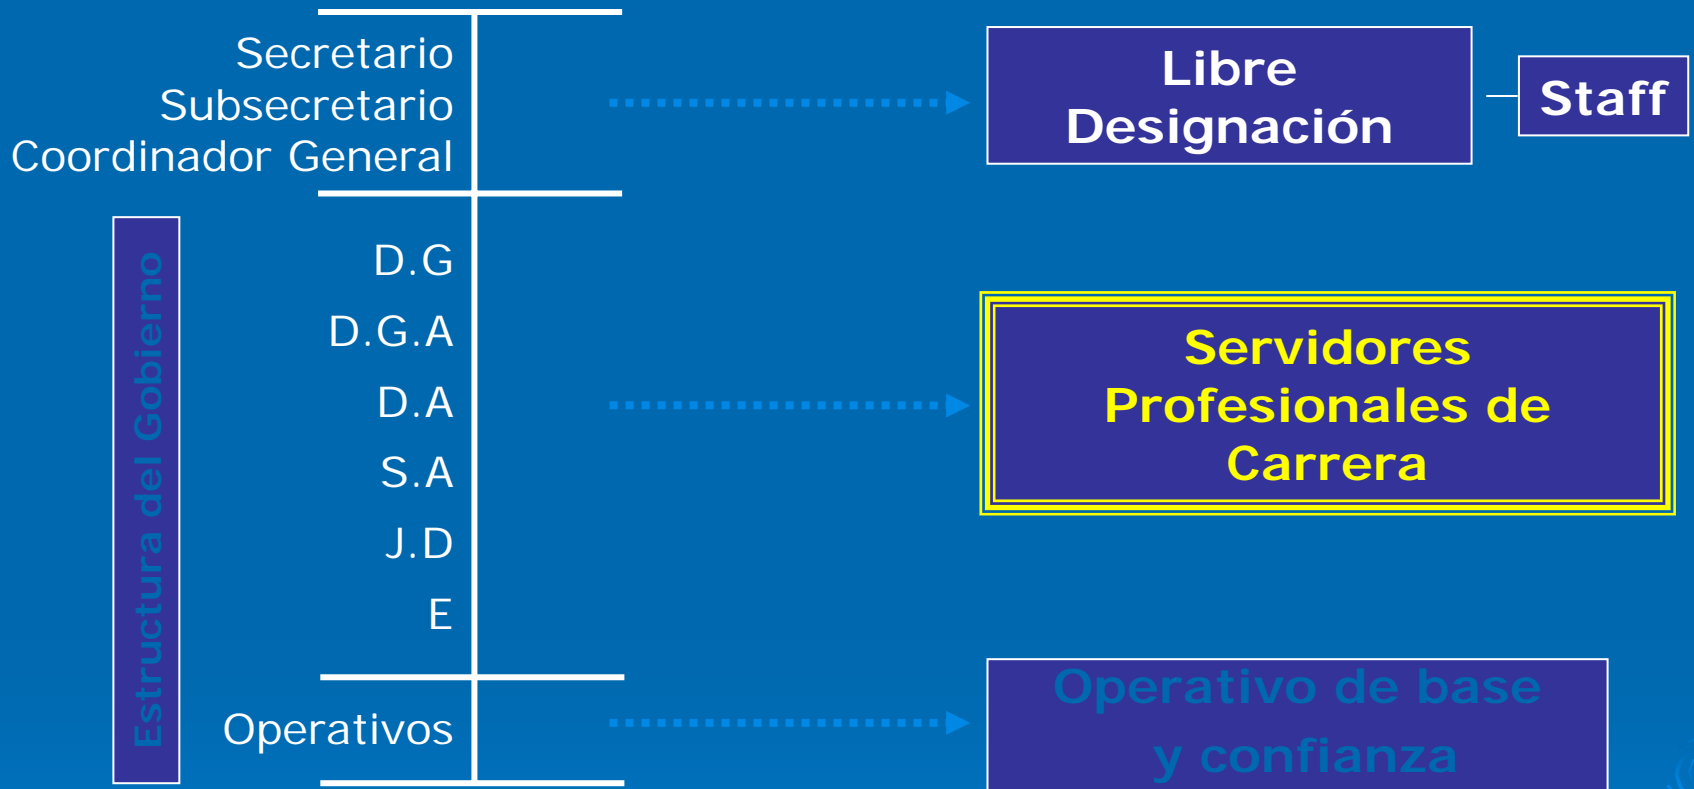 Secretario
Subsecretario
Coordinador General
Libre
Designación
Staff
Estructura del Gobierno
D.G
D.G.A
D.A
S.A
J.D
E
Servidores
Profesionales de
Carrera
Operativos
Operativo de base
y confianza